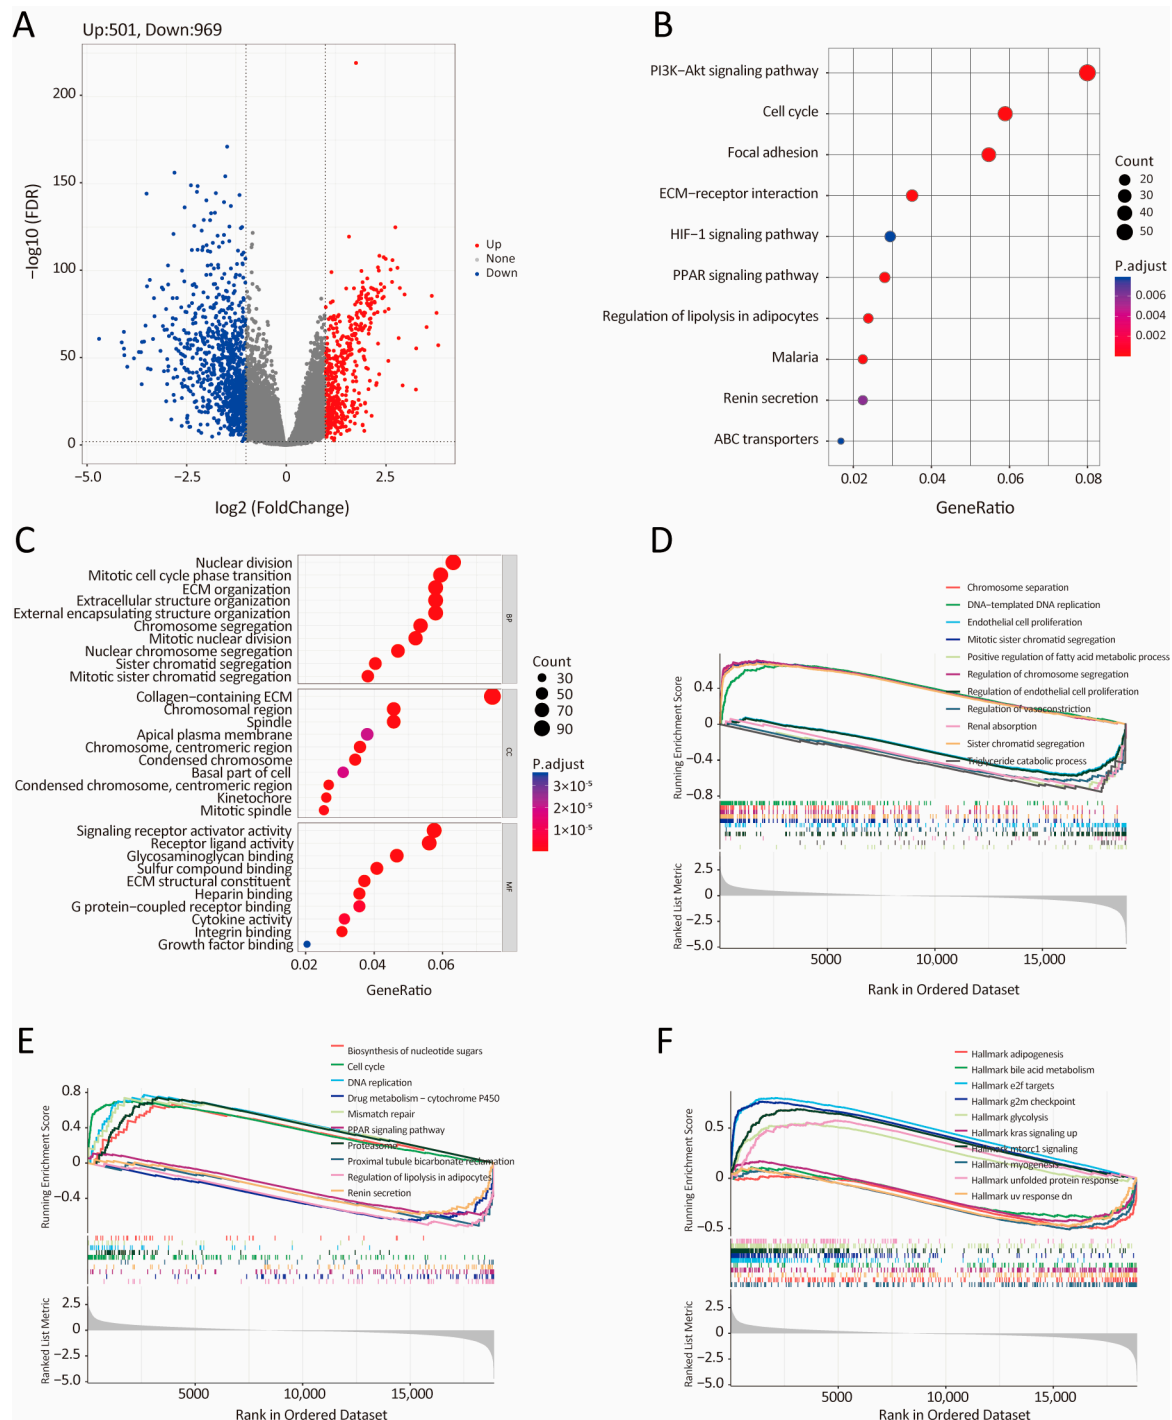 A
Up:501, Down:969
200
150
100
50
0
−log10 (FDR)
−5.0
−2.5
0
2.5
log2 (FoldChange)
Up
None
Down
B
PI3K−Akt signaling pathway
Cell cycle
Focal adhesion
ECM−receptor interaction
HIF−1 signaling pathway
PPAR signaling pathway
Regulation of lipolysis in adipocytes
Malaria
Renin secretion
ABC transporters
0.02
0.04
0.06
0.08
GeneRatio
Count
20
30
40
50
P.adjust
0.006
0.004
0.002
C
Nuclear division
Mitotic cell cycle phase transition
ECM organization
Extracellular structure organization
External encapsulating structure organization
Chromosome segregation
Mitotic nuclear division
Nuclear chromosome segregation
Sister chromatid segregation
Mitotic sister chromatid segregation
BP
Collagen−containing ECM
Chromosomal region
Spindle
Apical plasma membrane
Chromosome, centromeric region
Condensed chromosome
Basal part of cell
Condensed chromosome, centromeric region
Kinetochore
Mitotic spindle
CC
Signaling receptor activator activity
Receptor ligand activity
Glycosaminoglycan binding
Sulfur compound binding
ECM structural constituent
Heparin binding
G protein−coupled receptor binding
Cytokine activity
Integrin binding
Growth factor binding
MF
0.02
0.04
0.06
GeneRatio
Count
30
50
70
90
P.adjust
3×10⁻⁵
2×10⁻⁵
1×10⁻⁵
D
Chromosome separation
DNA−templated DNA replication
Endothelial cell proliferation
Mitotic sister chromatid segregation
Positive regulation of fatty acid metabolic process
Regulation of chromosome segregation
Regulation of endothelial cell proliferation
Regulation of vasoconstriction
Renal absorption
Sister chromatid segregation
Triglyceride catabolic process
0.4
0
−0.4
−0.8
Running Enrichment Score
2.5
0
−2.5
−5.0
Ranked List Metric
5000
10,000
15,000
Rank in Ordered Dataset
E
Biosynthesis of nucleotide sugars
Cell cycle
DNA replication
Drug metabolism − cytochrome P450
Mismatch repair
PPAR signaling pathway
Proteasome
Proximal tubule bicarbonate reclamation
Regulation of lipolysis in adipocytes
Renin secretion
0.8
0.4
0
−0.4
Running Enrichment Score
2.5
0
−2.5
−5.0
Ranked List Metric
5000
10,000
15,000
Rank in Ordered Dataset
F
Hallmark adipogenesis
Hallmark bile acid metabolism
Hallmark e2f targets
Hallmark g2m checkpoint
Hallmark glycolysis
Hallmark kras signaling up
Hallmark mtorc1 signaling
Hallmark myogenesis
Hallmark unfolded protein response
Hallmark uv response dn
0.5
0
−0.5
Running Enrichment Score
2.5
0
−2.5
−5.0
Ranked List Metric
5000
10,000
15,000
Rank in Ordered Dataset